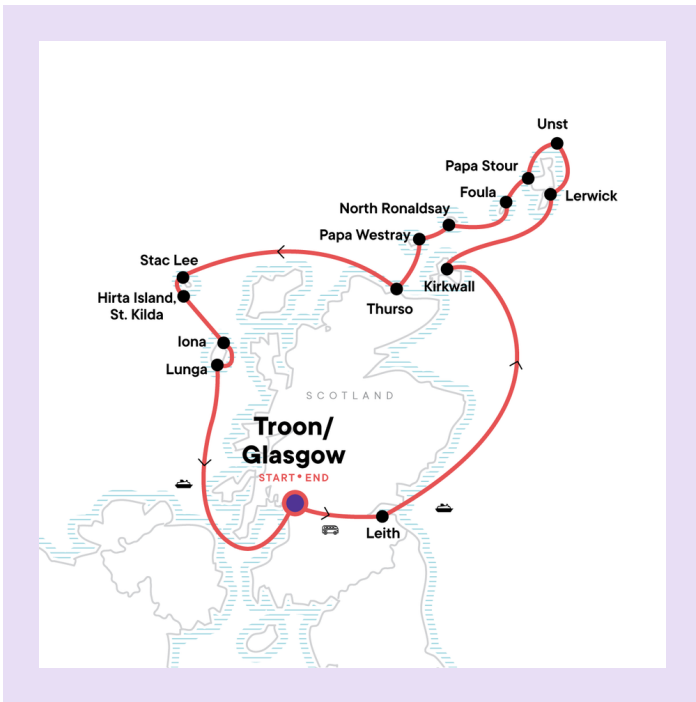 Unst
Papa Stour
Foula
Lerwick
North Ronaldsay
Papa Westray
Stac Lee
Kirkwall
Hirta Island,
St. Kilda
Thurso
Iona
Lunga
SCOTLAND
Troon/
Glasgow
START • END
Leith